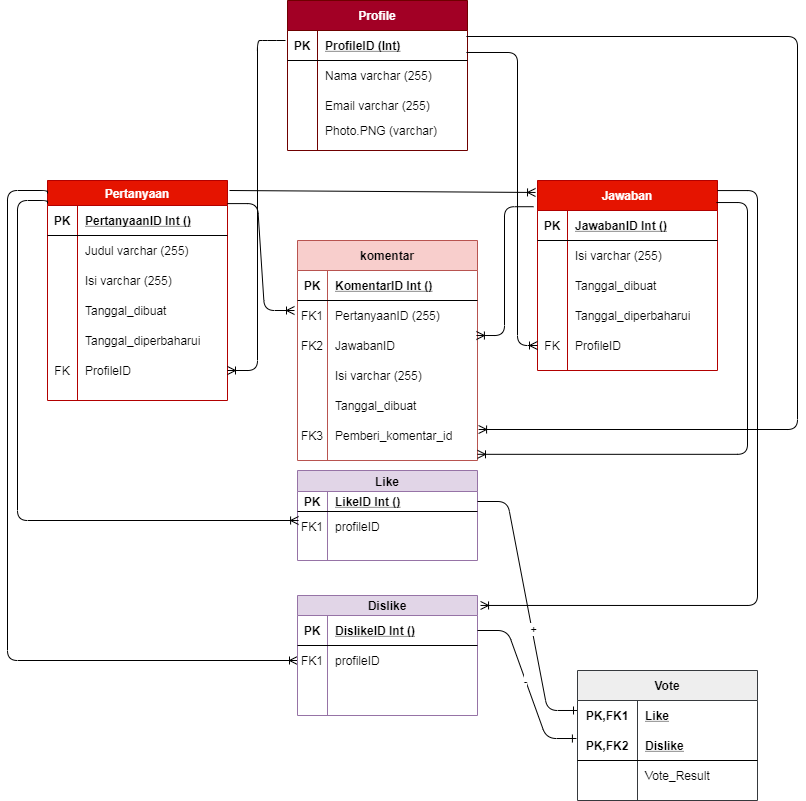 Profile
PK ProfileID (Int)
Nama varchar (255)
Email varchar (255)
Photo.PNG (varchar)
Pertanyaan
PK PertanyaanID Int ()
Judul varchar (255)
Isi varchar (255)
Tanggal_dibuat
Tanggal_diperbaharui
FK ProfileID
Jawaban
PK JawabanID Int ()
Isi varchar (255)
Tanggal_dibuat
Tanggal_diperbaharui
FK ProfileID
komentar
PK KomentarID Int ()
FK1 PertanyaanID (255)
FK2 JawabanID
Isi varchar (255)
Tanggal_dibuat
FK3 Pemberi_komentar_id
Like
PK LikeID Int ()
FK1 profileID
Dislike
PK DislikeID Int ()
FK1 profileID
+
-
Vote
PK,FK1 Like
PK,FK2 Dislike
Vote_Result